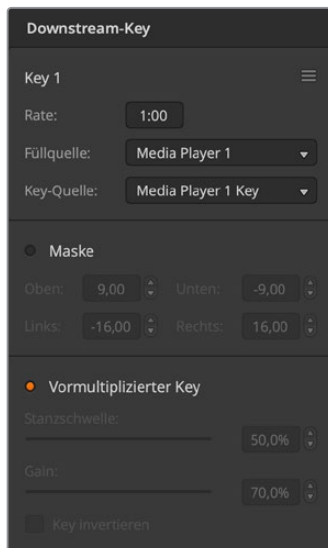 Downstream-Key
Key 1
Rate: 1:00
Füllquelle: Media Player 1
Key-Quelle: Media Player 1 Key
Maske
Oben: 9,00 Unten: -9,00
Links: -16,00 Rechts: 16,00
Vormultiplizierter Key
Stanzschwelle:
50,0%
Gain:
70,0%
Key Invertieren